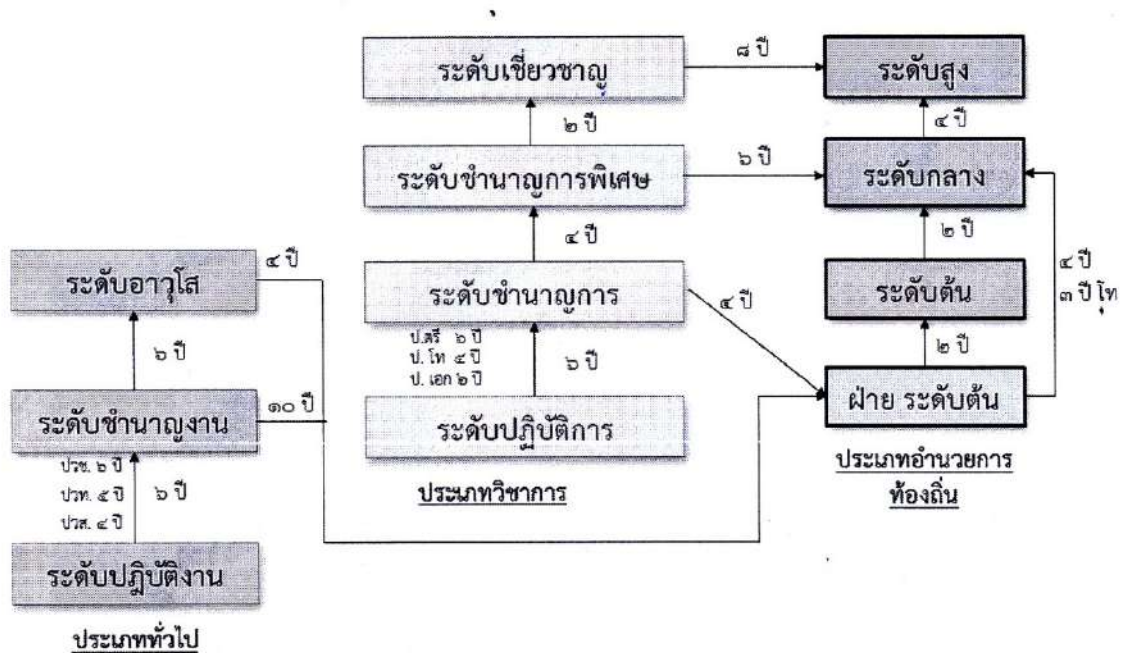 ระดับเชี่ยวชาญ
๘ ปี
ระดับสูง
๒ ปี
๔ ปี
ระดับชำนาญการพิเศษ
๖ ปี
ระดับกลาง
๔ ปี
๒ ปี
ระดับอาวุโส
๔ ปี
ระดับชำนาญการ
๔ ปี
ระดับต้น
๔ ปี
๓ ปี โท
๖ ปี
ป.ตรี ๖ ปี
ป. โท ๔ ปี
ป. เอก ๒ ปี
๖ ปี
๒ ปี
ระดับชำนาญงาน
๑๐ ปี
ระดับปฏิบัติการ
ฝ่าย ระดับต้น
ปวช. ๖ ปี
ปวท. ๕ ปี
ปวส. ๔ ปี
๖ ปี
ประเภทวิชาการ
ประเภทอำนวยการ
ท้องถิ่น
ระดับปฏิบัติงาน
ประเภททั่วไป